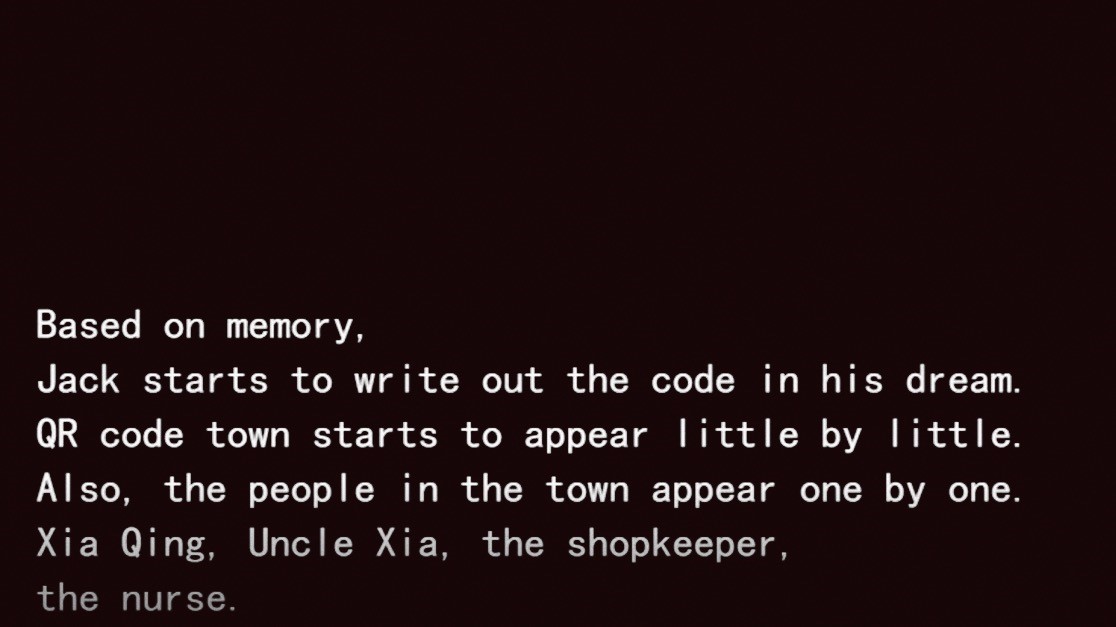 Based on memory,
Jack starts to write out the code in his dream.
QR code town starts to appear little by little.
Also, the people in the town appear one by one.
Xia Qing, Uncle Xia, the shopkeeper,
the nurse.